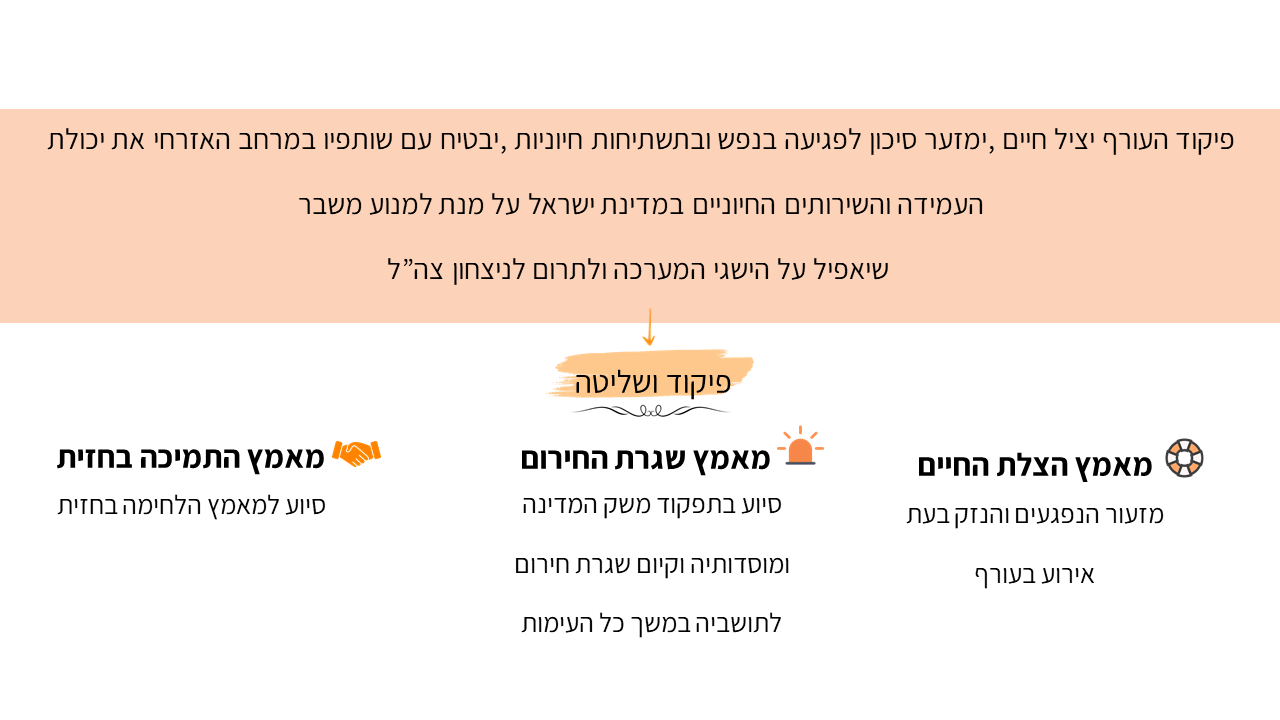 פיקוד העורף יציל חיים ,ימזער סיכון לפגיעה בנפש ובתשתיחות חיוניות ,יבטיח עם שותפיו במרחב האזרחי את יכולת
העמידה והשירותים החיוניים במדינת ישראל על מנת למנוע משבר
שיאפיל על הישגי המערכה ולתרום לניצחון צה”ל
פיקוד ושליטה
מאמץ הצלת החיים
מזעור הנפגעים והנזק בעת
אירוע בעורף
מאמץ שגרת החירום
סיוע בתפקוד משק המדינה
ומוסדותיה וקיום שגרת חירום
לתושביה במשך כל העימות
מאמץ התמיכה בחזית
סיוע למאמץ הלחימה בחזית